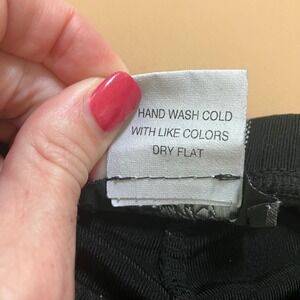 HAND WASH COLD
WITH LIKE COLORS
DRY FLAT